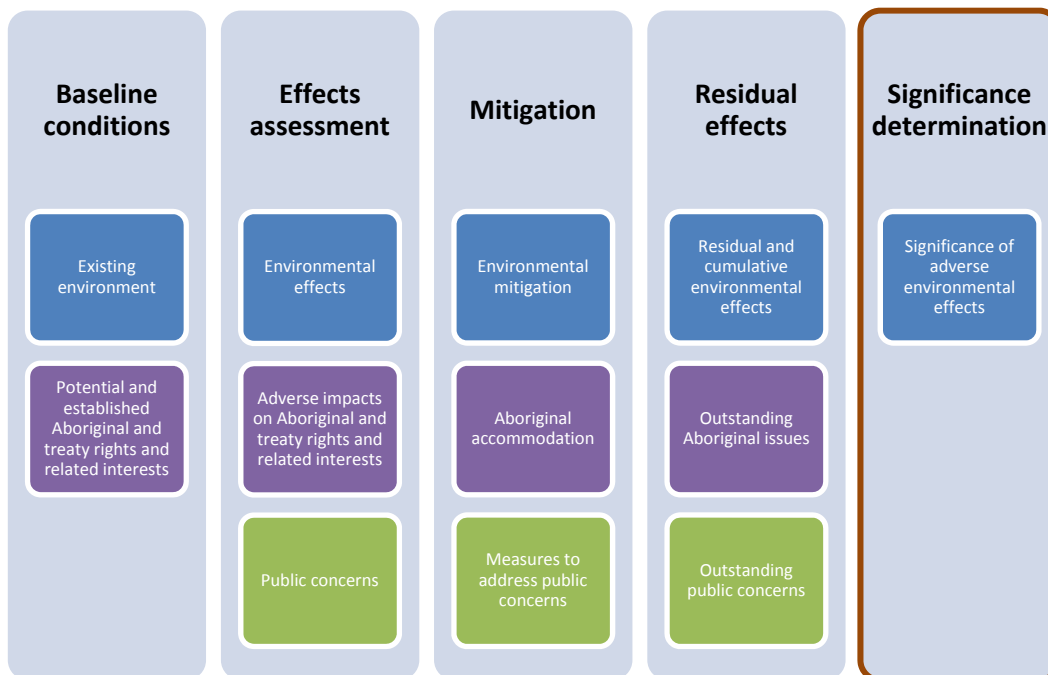 Baseline
conditions
Existing
environment
Potential and
established
Aboriginal and
treaty rights and
related interests
Effects
assessment
Environmental
effects
Adverse impacts
on Aboriginal and
treaty rights and
related interests
Public concerns
Mitigation
Environmental
mitigation
Aboriginal
accommodation
Measures to
address public
concerns
Residual
effects
Residual and
cumulative
environmental
effects
Outstanding
Aboriginal issues
Outstanding
public concerns
Significance
determination
Significance of
adverse
environmental
effects